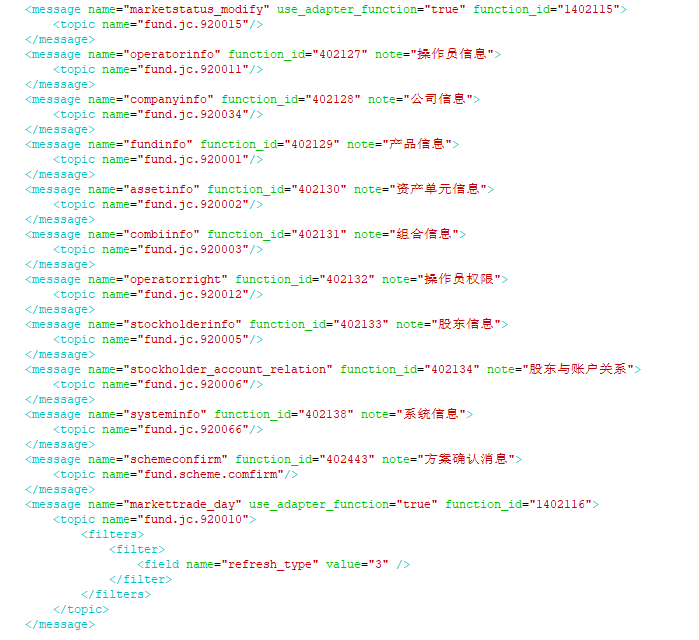 <message name="marketstatus_modify" use_adapter_function="true" function_id="1402115">
<topic name="fund.jc.920015"/>
</message>
<message name="operatorinfo" function_id="402127" note="操作员信息">
<topic name="fund.jc.920011"/>
</message>
<message name="companyinfo" function_id="402128" note="公司信息">
<topic name="fund.jc.920034"/>
</message>
<message name="fundinfo" function_id="402129" note="产品信息">
<topic name="fund.jc.920001"/>
</message>
<message name="assetinfo" function_id="402130" note="资产单元信息">
<topic name="fund.jc.920002"/>
</message>
<message name="combiinfo" function_id="402131" note="组合信息">
<topic name="fund.jc.920003"/>
</message>
<message name="operatorright" function_id="402132" note="操作员权限">
<topic name="fund.jc.920012"/>
</message>
<message name="stockholderinfo" function_id="402133" note="股东信息">
<topic name="fund.jc.920005"/>
</message>
<message name="stockholder_account_relation" function_id="402134" note="股东与账户关系">
<topic name="fund.jc.920006"/>
</message>
<message name="systeminfo" function_id="402138" note="系统信息">
<topic name="fund.jc.920066"/>
</message>
<message name="schemeconfirm" function_id="402443" note="方案确认消息">
<topic name="fund.scheme.comfirm"/>
</message>
<message name="markettrade_day" use_adapter_function="true" function_id="1402116">
<topic name="fund.jc.920010">
<filters>
<filter>
<field name="refresh_type" value="3" />
</filter>
</filters>
</topic>
</message>